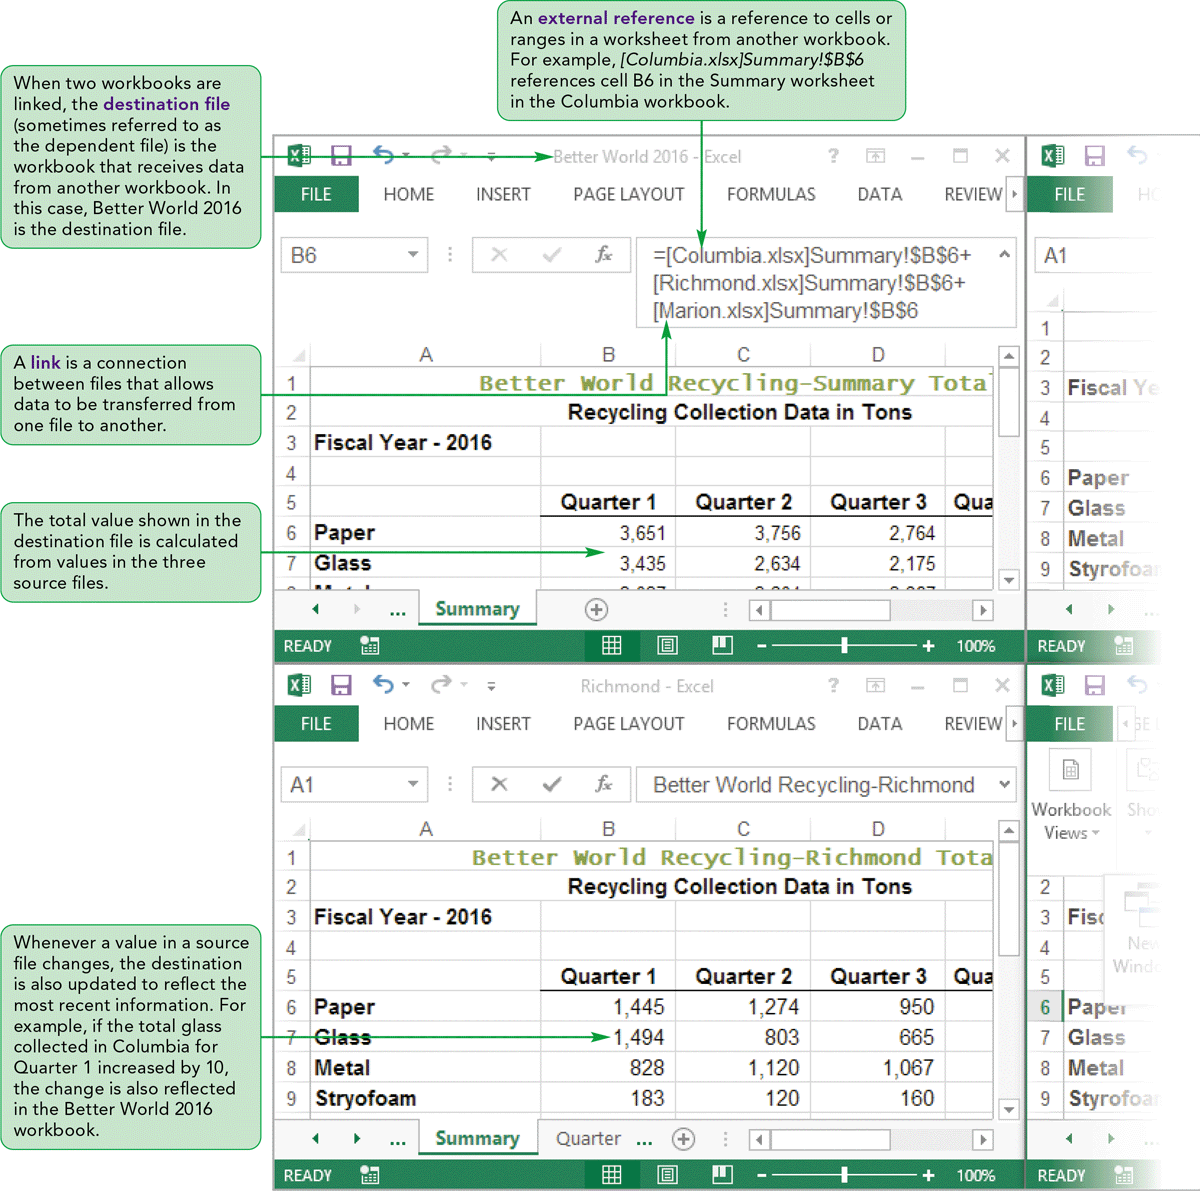 An external reference is a reference to cells or
ranges in a worksheet from another workbook.
For example, [Columbia.xlsx]Summary!$B$6
references cell B6 in the Summary worksheet
in the Columbia workbook.
When two workbooks are
linked, the destination file
(sometimes referred to as
the dependent file) is the
workbook that receives data
from another workbook. In
this case, Better World 2016
is the destination file.
A link is a connection
between files that allows
data to be transferred from
one file to another.
The total value shown in the
destination file is calculated
from values in the three
source files.
Whenever a value in a source
file changes, the destination
is also updated to reflect the
most recent information. For
example, if the total glass
collected in Columbia for
Quarter 1 increased by 10,
the change is also reflected
in the Better World 2016
workbook.
Better World 2016 - Excel
FILE HOME INSERT PAGE LAYOUT FORMULAS DATA REVIEW
B6 fx =[Columbia.xlsx]Summary!$B$6+
[Richmond.xlsx]Summary!$B$6+
[Marion.xlsx]Summary!$B$6
A B C D
1 Better World Recycling-Summary Tota
2 Recycling Collection Data in Tons
3 Fiscal Year - 2016
4
5 Quarter 1 Quarter 2 Quarter 3 Qua
6 Paper 3,651 3,756 2,764
7 Glass 3,435 2,634 2,175
... Summary
READY 100%
FILE
A1
1
2
3 Fiscal Ye
4
5
6 Paper
7 Glass
8 Metal
9 Styrofoam
READY
Richmond - Excel
FILE HOME INSERT PAGE LAYOUT FORMULAS DATA REVIEW
A1 fx Better World Recycling-Richmond
A B C D
1 Better World Recycling-Richmond Tota
2 Recycling Collection Data in Tons
3 Fiscal Year - 2016
4
5 Quarter 1 Quarter 2 Quarter 3 Qua
6 Paper 1,445 1,274 950
7 Glass 1,494 803 665
8 Metal 828 1,120 1,067
9 Stryofoam 183 120 160
... Summary Quarter ...
READY 100%
FILE
Workbook
Views
2
3 Fisc
4
5
6 Paper
7 Glass
8 Metal
9 Styrofoam
READY